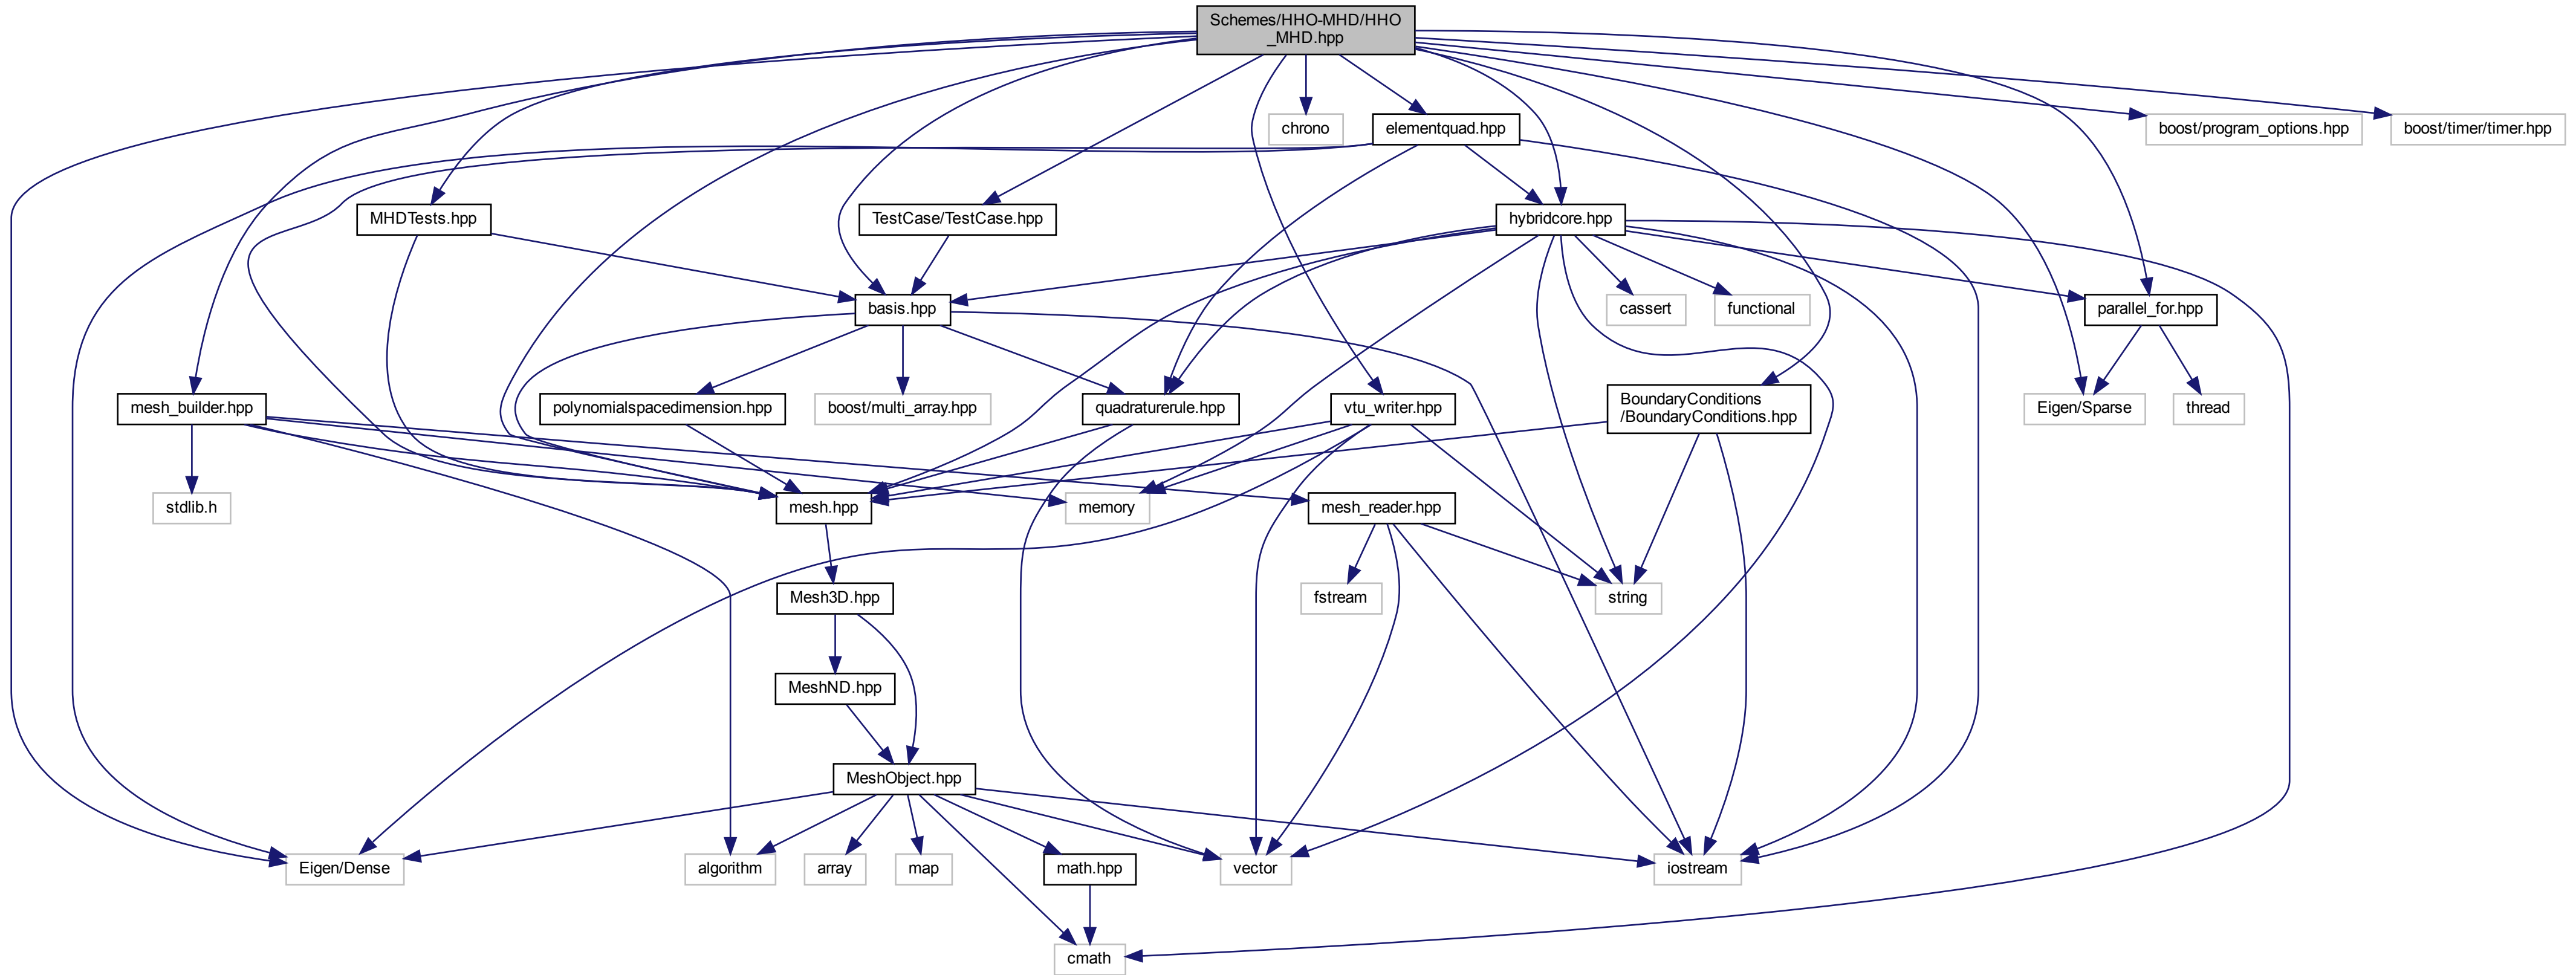 Schemes/HHO-MHD/HHO
_MHD.hpp
chrono
elementquad.hpp
boost/program_options.hpp
boost/timer/timer.hpp
MHDTests.hpp
TestCase/TestCase.hpp
hybridcore.hpp
basis.hpp
cassert
functional
parallel_for.hpp
mesh_builder.hpp
polynomialspacedimension.hpp
boost/multi_array.hpp
quadraturerule.hpp
vtu_writer.hpp
BoundaryConditions
/BoundaryConditions.hpp
Eigen/Sparse
thread
stdlib.h
mesh.hpp
memory
mesh_reader.hpp
Mesh3D.hpp
fstream
string
MeshND.hpp
MeshObject.hpp
Eigen/Dense
algorithm
array
map
math.hpp
vector
iostream
cmath